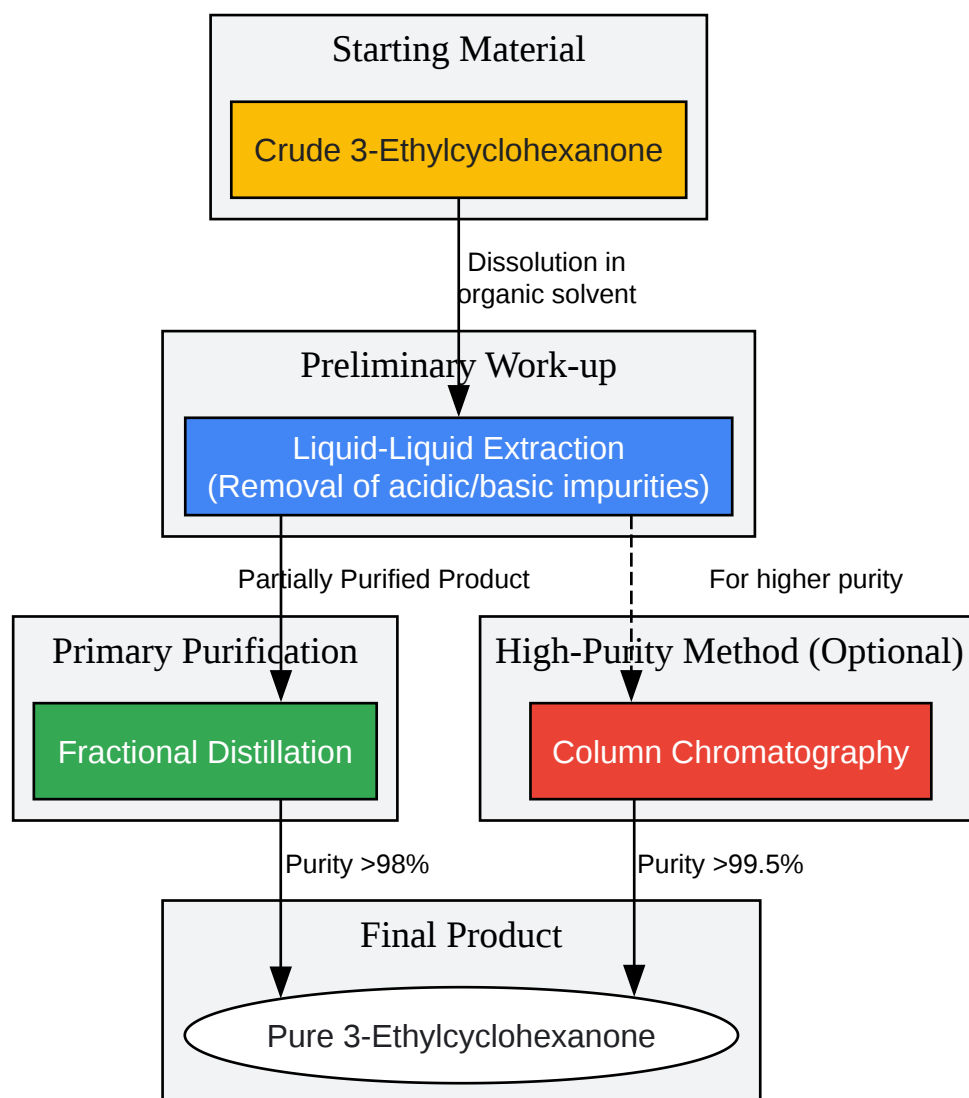 Starting Material
Crude 3-Ethylcyclohexanone
Dissolution in
organic solvent
Preliminary Work-up
Liquid-Liquid Extraction
(Removal of acidic/basic impurities)
Partially Purified Product
For higher purity
Primary Purification
High-Purity Method (Optional)
Fractional Distillation
Column Chromatography
Purity >98%
Purity >99.5%
Final Product
Pure 3-Ethylcyclohexanone